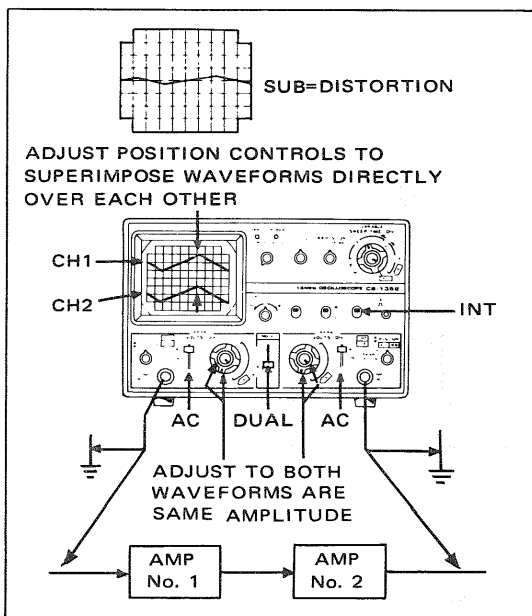 SUB=DISTORTION
ADJUST POSITION CONTROLS TO
SUPERIMPOSE WAVEFORMS DIRECTLY
OVER EACH OTHER
CH1
CH2
INT
AC
DUAL
AC
ADJUST TO BOTH
WAVEFORMS ARE
SAME AMPLITUDE
AMP
No. 1
AMP
No. 2